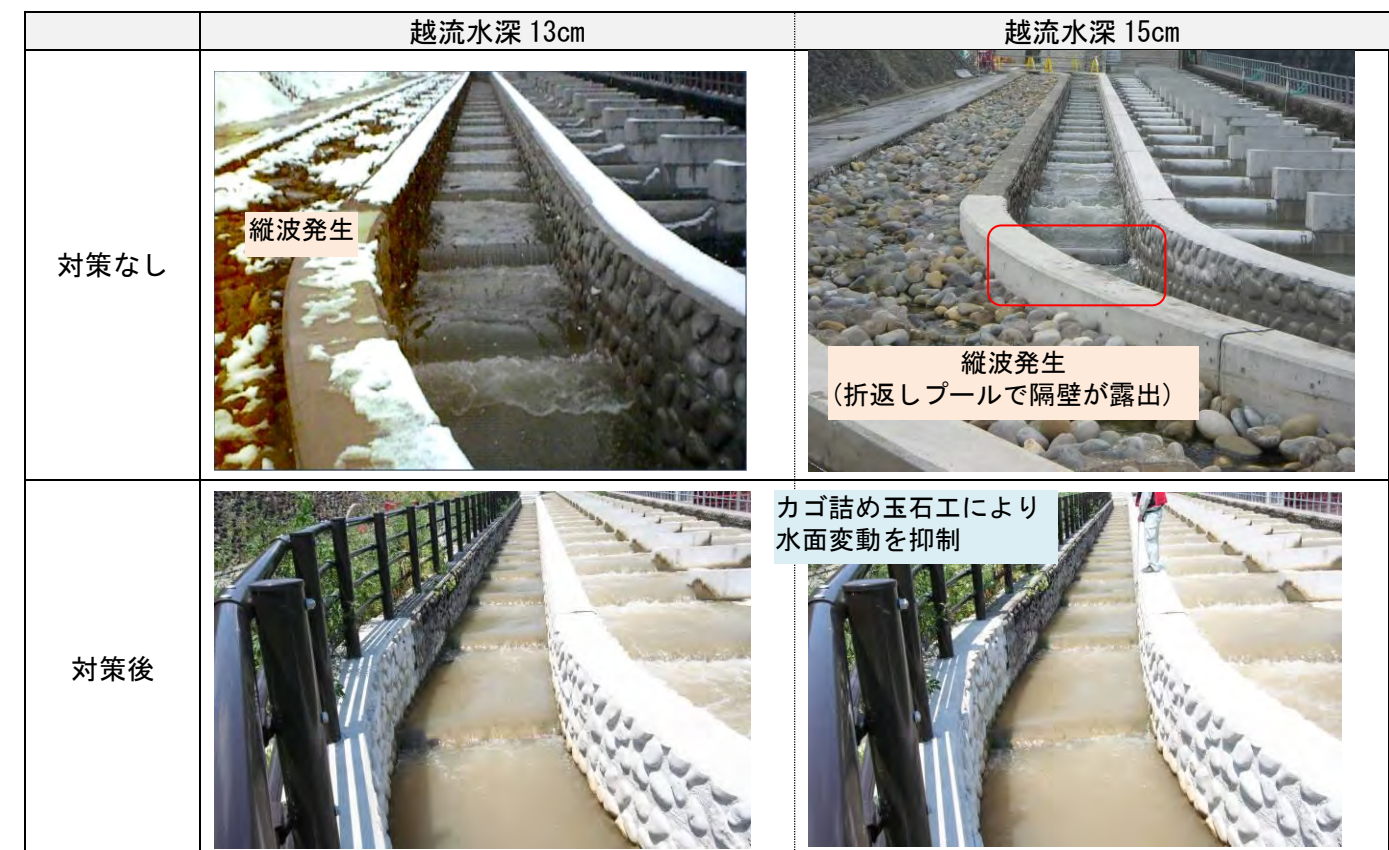 越流水深 13cm
越流水深 15cm
対策なし
縦波発生
縦波発生
(折返しプールで隔壁が露出)
対策後
カゴ詰め玉石工により
水面変動を抑制